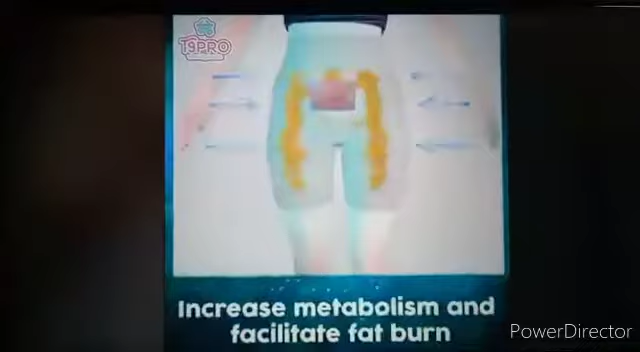 T9PRO
Increase metabolism and
facilitate fat burn
PowerDirector